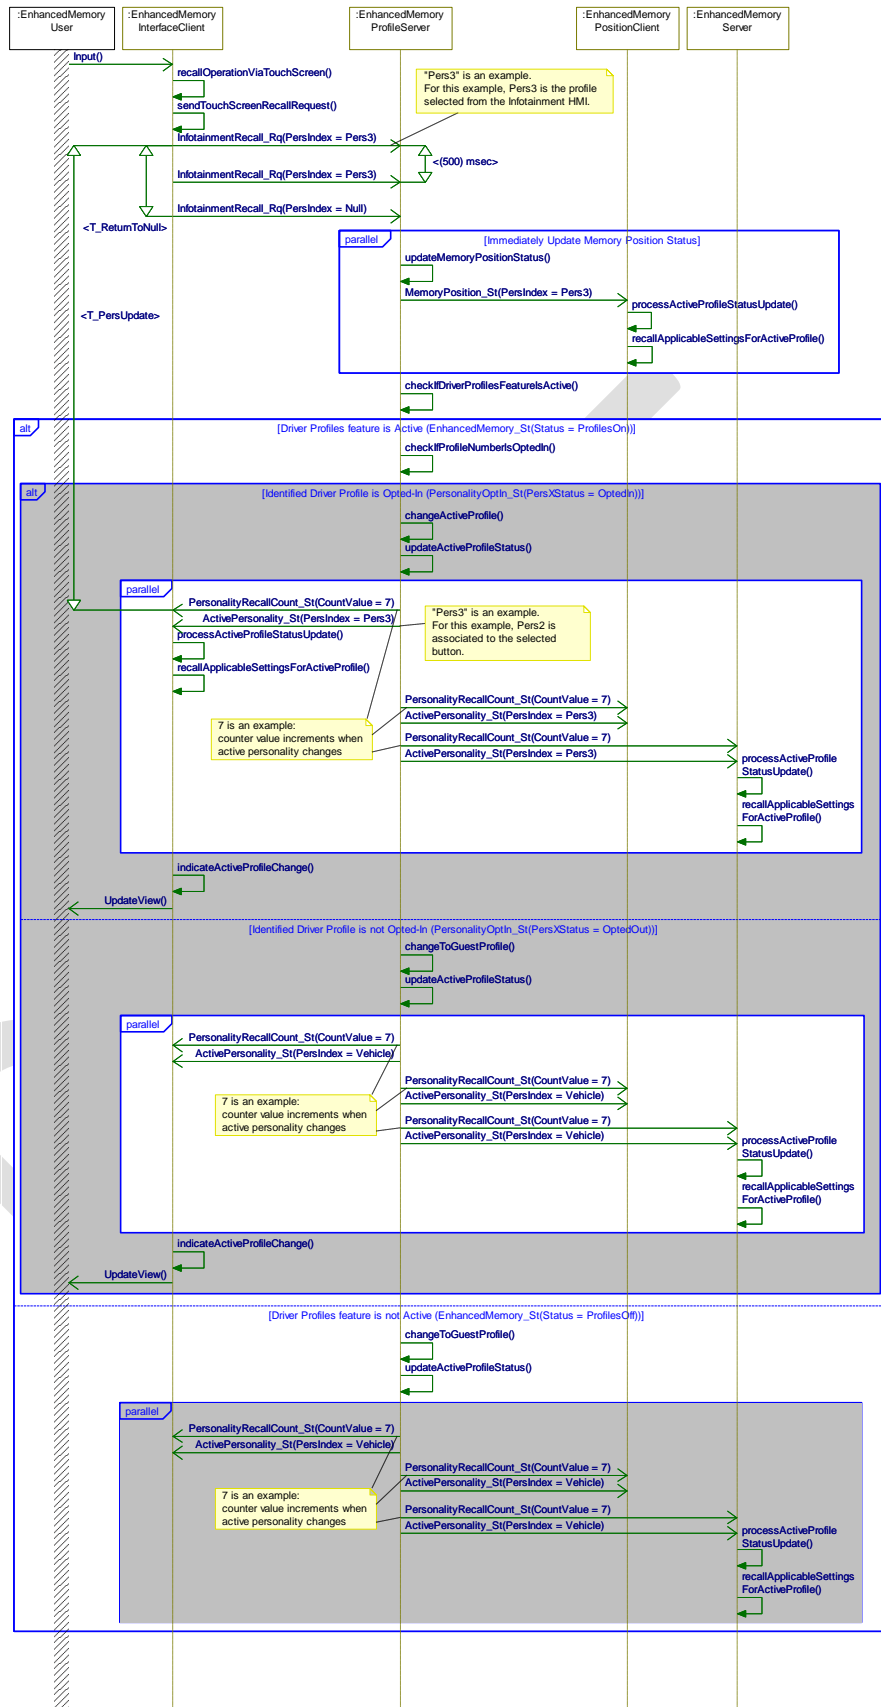 :EnhancedMemory
User
:EnhancedMemory
InterfaceClient
:EnhancedMemory
ProfileServer
:EnhancedMemory
PositionClient
:EnhancedMemory
Server
Input()
recallOperationViaTouchScreen()
"Pers3" is an example.
For this example, Pers3 is the profile
selected from the Infotainment HMI.
sendTouchScreenRecallRequest()
InfotainmentRecall_Rq(PersIndex = Pers3)
<(500) msec>
InfotainmentRecall_Rq(PersIndex = Pers3)
InfotainmentRecall_Rq(PersIndex = Null)
<T_ReturnToNull>
parallel
[Immediately Update Memory Position Status]
updateMemoryPositionStatus()
MemoryPosition_St(PersIndex = Pers3)
processActiveProfileStatusUpdate()
<T_PersUpdate>
recallApplicableSettingsForActiveProfile()
checkIfDriverProfilesFeatureIsActive()
alt
[Driver Profiles feature is Active (EnhancedMemory_St(Status = ProfilesOn))]
checkIfProfileNumberIsOptedIn()
alt
[Identified Driver Profile is Opted-In (PersonalityOptIn_St(PersXStatus = OptedIn))]
changeActiveProfile()
updateActiveProfileStatus()
parallel
PersonalityRecallCount_St(CountValue = 7)
ActivePersonality_St(PersIndex = Pers3)
"Pers3" is an example.
For this example, Pers2 is
associated to the selected
button.
processActiveProfileStatusUpdate()
recallApplicableSettingsForActiveProfile()
PersonalityRecallCount_St(CountValue = 7)
ActivePersonality_St(PersIndex = Pers3)
7 is an example:
counter value increments when
active personality changes
PersonalityRecallCount_St(CountValue = 7)
ActivePersonality_St(PersIndex = Pers3)
processActiveProfile
StatusUpdate()
recallApplicableSettings
ForActiveProfile()
indicateActiveProfileChange()
UpdateView()
[Identified Driver Profile is not Opted-In (PersonalityOptIn_St(PersXStatus = OptedOut))]
changeToGuestProfile()
updateActiveProfileStatus()
parallel
PersonalityRecallCount_St(CountValue = 7)
ActivePersonality_St(PersIndex = Vehicle)
PersonalityRecallCount_St(CountValue = 7)
ActivePersonality_St(PersIndex = Vehicle)
7 is an example:
counter value increments when
active personality changes
PersonalityRecallCount_St(CountValue = 7)
ActivePersonality_St(PersIndex = Vehicle)
processActiveProfile
StatusUpdate()
recallApplicableSettings
ForActiveProfile()
indicateActiveProfileChange()
UpdateView()
[Driver Profiles feature is not Active (EnhancedMemory_St(Status = ProfilesOff))]
changeToGuestProfile()
updateActiveProfileStatus()
parallel
PersonalityRecallCount_St(CountValue = 7)
ActivePersonality_St(PersIndex = Vehicle)
PersonalityRecallCount_St(CountValue = 7)
ActivePersonality_St(PersIndex = Vehicle)
7 is an example:
counter value increments when
active personality changes
PersonalityRecallCount_St(CountValue = 7)
ActivePersonality_St(PersIndex = Vehicle)
processActiveProfile
StatusUpdate()
recallApplicableSettings
ForActiveProfile()